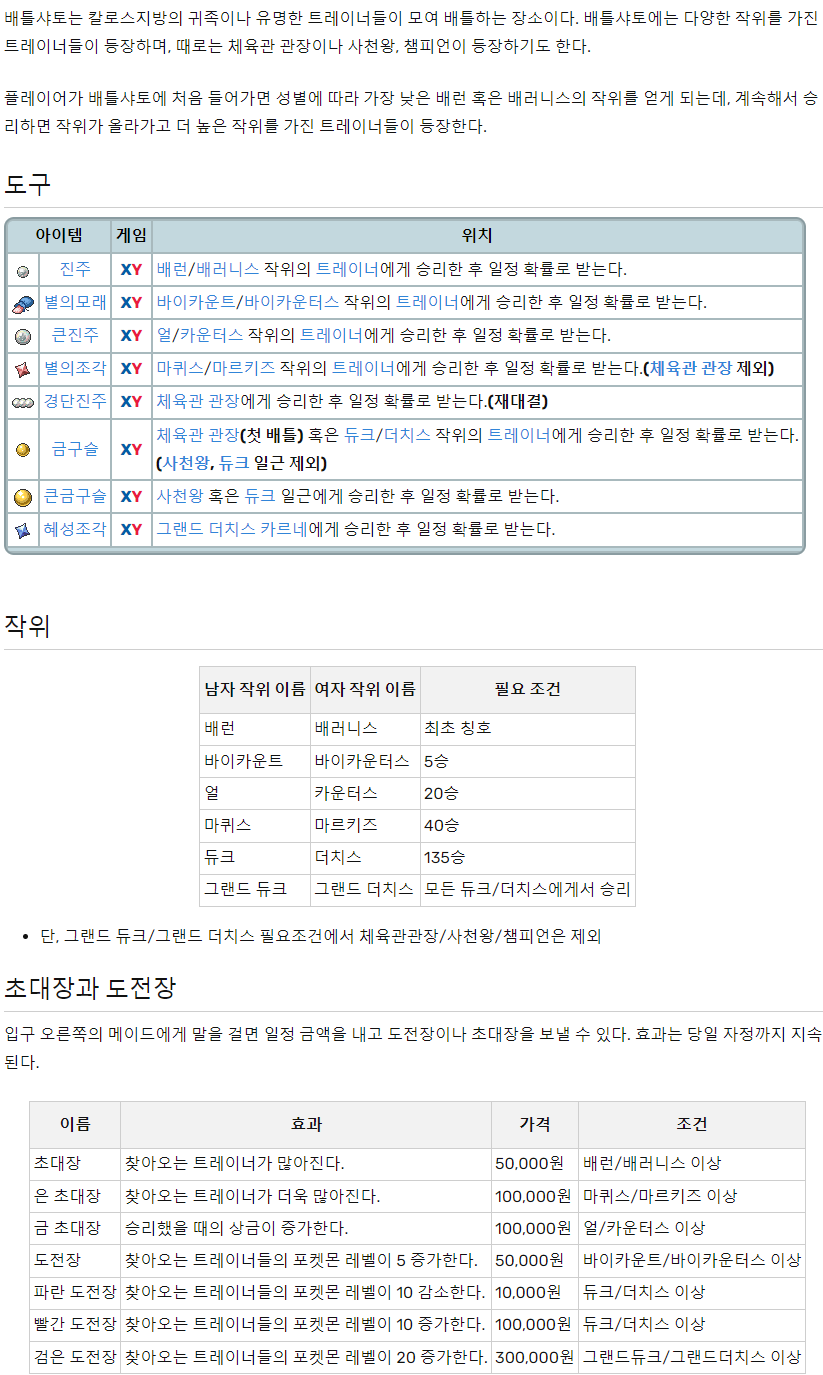 배틀샤토는 칼로스지방의 귀족이나 유명한 트레이너들이 모여 배틀하는 장소이다. 배틀샤토에는 다양한 작위를 가진
트레이너들이 등장하며, 때로는 체육관 관장이나 사천왕, 챔피언이 등장하기도 한다.
플레이어가 배틀샤토에 처음 들어가면 성별에 따라 가장 낮은 배런 혹은 배러니스의 작위를 얻게 되는데, 계속해서 승
리하면 작위가 올라가고 더 높은 작위를 가진 트레이너들이 등장한다.
도구
아이템 게임 위치
진주 XY 배런/배러니스 작위의 트레이너에게 승리한 후 일정 확률로 받는다.
별의모래 XY 바이카운트/바이카운터스 작위의 트레이너에게 승리한 후 일정 확률로 받는다.
큰진주 XY 얼/카운터스 작위의 트레이너에게 승리한 후 일정 확률로 받는다.
별의조각 XY 마퀴스/마르키즈 작위의 트레이너에게 승리한 후 일정 확률로 받는다.(체육관 관장 제외)
경단진주 XY 체육관 관장에게 승리한 후 일정 확률로 받는다.(재대결)
금구슬 XY 체육관 관장(첫 배틀) 혹은 듀크/더치스 작위의 트레이너에게 승리한 후 일정 확률로 받는다.
(사천왕, 듀크 일근 제외)
큰금구슬 XY 사천왕 혹은 듀크 일근에게 승리한 후 일정 확률로 받는다.
혜성조각 XY 그랜드 더치스 카르네에게 승리한 후 일정 확률로 받는다.
작위
남자 작위 이름 여자 작위 이름 필요 조건
배런 배러니스 최초 칭호
바이카운트 바이카운터스 5승
얼 카운터스 20승
마퀴스 마르키즈 40승
듀크 더치스 135승
그랜드 듀크 그랜드 더치스 모든 듀크/더치스에게서 승리
• 단, 그랜드 듀크/그랜드 더치스 필요조건에서 체육관관장/사천왕/챔피언은 제외
초대장과 도전장
입구 오른쪽의 메이드에게 말을 걸면 일정 금액을 내고 도전장이나 초대장을 보낼 수 있다. 효과는 당일 자정까지 지속
된다.
이름 효과 가격 조건
초대장 찾아오는 트레이너가 많아진다. 50,000원 배런/배러니스 이상
은 초대장 찾아오는 트레이너가 더욱 많아진다. 100,000원 마퀴스/마르키즈 이상
금 초대장 승리했을 때의 상금이 증가한다. 100,000원 얼/카운터스 이상
도전장 찾아오는 트레이너들의 포켓몬 레벨이 5 증가한다. 50,000원 바이카운트/바이카운터스 이상
파란 도전장 찾아오는 트레이너들의 포켓몬 레벨이 10 감소한다. 10,000원 듀크/더치스 이상
빨간 도전장 찾아오는 트레이너들의 포켓몬 레벨이 10 증가한다. 100,000원 듀크/더치스 이상
검은 도전장 찾아오는 트레이너들의 포켓몬 레벨이 20 증가한다. 300,000원 그랜드듀크/그랜드더치스 이상